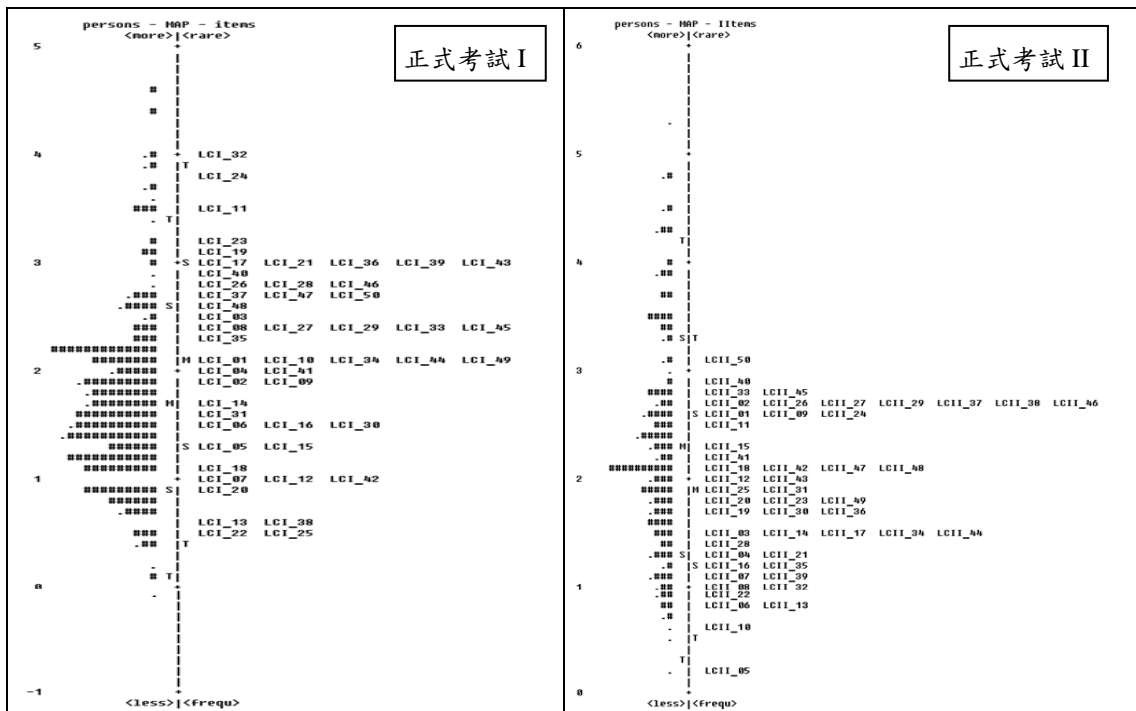 persons - MAP - items
<more>|<rare>
正式考試 I
5
4
LCI_32
T
LCI_24
LCI_11
T
LCI_23
LCI_19
3
S LCI_17 LCI_21 LCI_36 LCI_39 LCI_43
LCI_40
LCI_26 LCI_28 LCI_46
LCI_37 LCI_47 LCI_50
S LCI_48
LCI_03
LCI_08 LCI_27 LCI_29 LCI_33 LCI_45
LCI_35
M LCI_01 LCI_10 LCI_34 LCI_44 LCI_49
2 LCI_04 LCI_41
LCI_02 LCI_09
M LCI_14
LCI_31
LCI_06 LCI_16 LCI_30
S LCI_05 LCI_15
LCI_18
1 LCI_07 LCI_12 LCI_42
S LCI_20
LCI_13 LCI_38
LCI_22 LCI_25
T
T
0
-1
<less>|<frequ>
persons - MAP - IItems
<more>|<rare>
正式考試 II
6
5
T
4
S T
LCII_50
3
LCII_40
LCII_33 LCII_45
LCII_02 LCII_26 LCII_27 LCII_29 LCII_37 LCII_38 LCII_46
S LCII_01 LCII_09 LCII_24
LCII_11
M LCII_15
LCII_41
LCII_18 LCII_42 LCII_47 LCII_48
2 LCII_12 LCII_43
M LCII_25 LCII_31
LCII_20 LCII_23 LCII_49
LCII_19 LCII_30 LCII_36
LCII_03 LCII_14 LCII_17 LCII_34 LCII_44
LCII_28
S LCII_04 LCII_21
S LCII_16 LCII_35
LCII_07 LCII_39
1 LCII_08 LCII_32
LCII_22
LCII_06 LCII_13
LCII_10
T
T
LCII_05
0
<less>|<frequ>